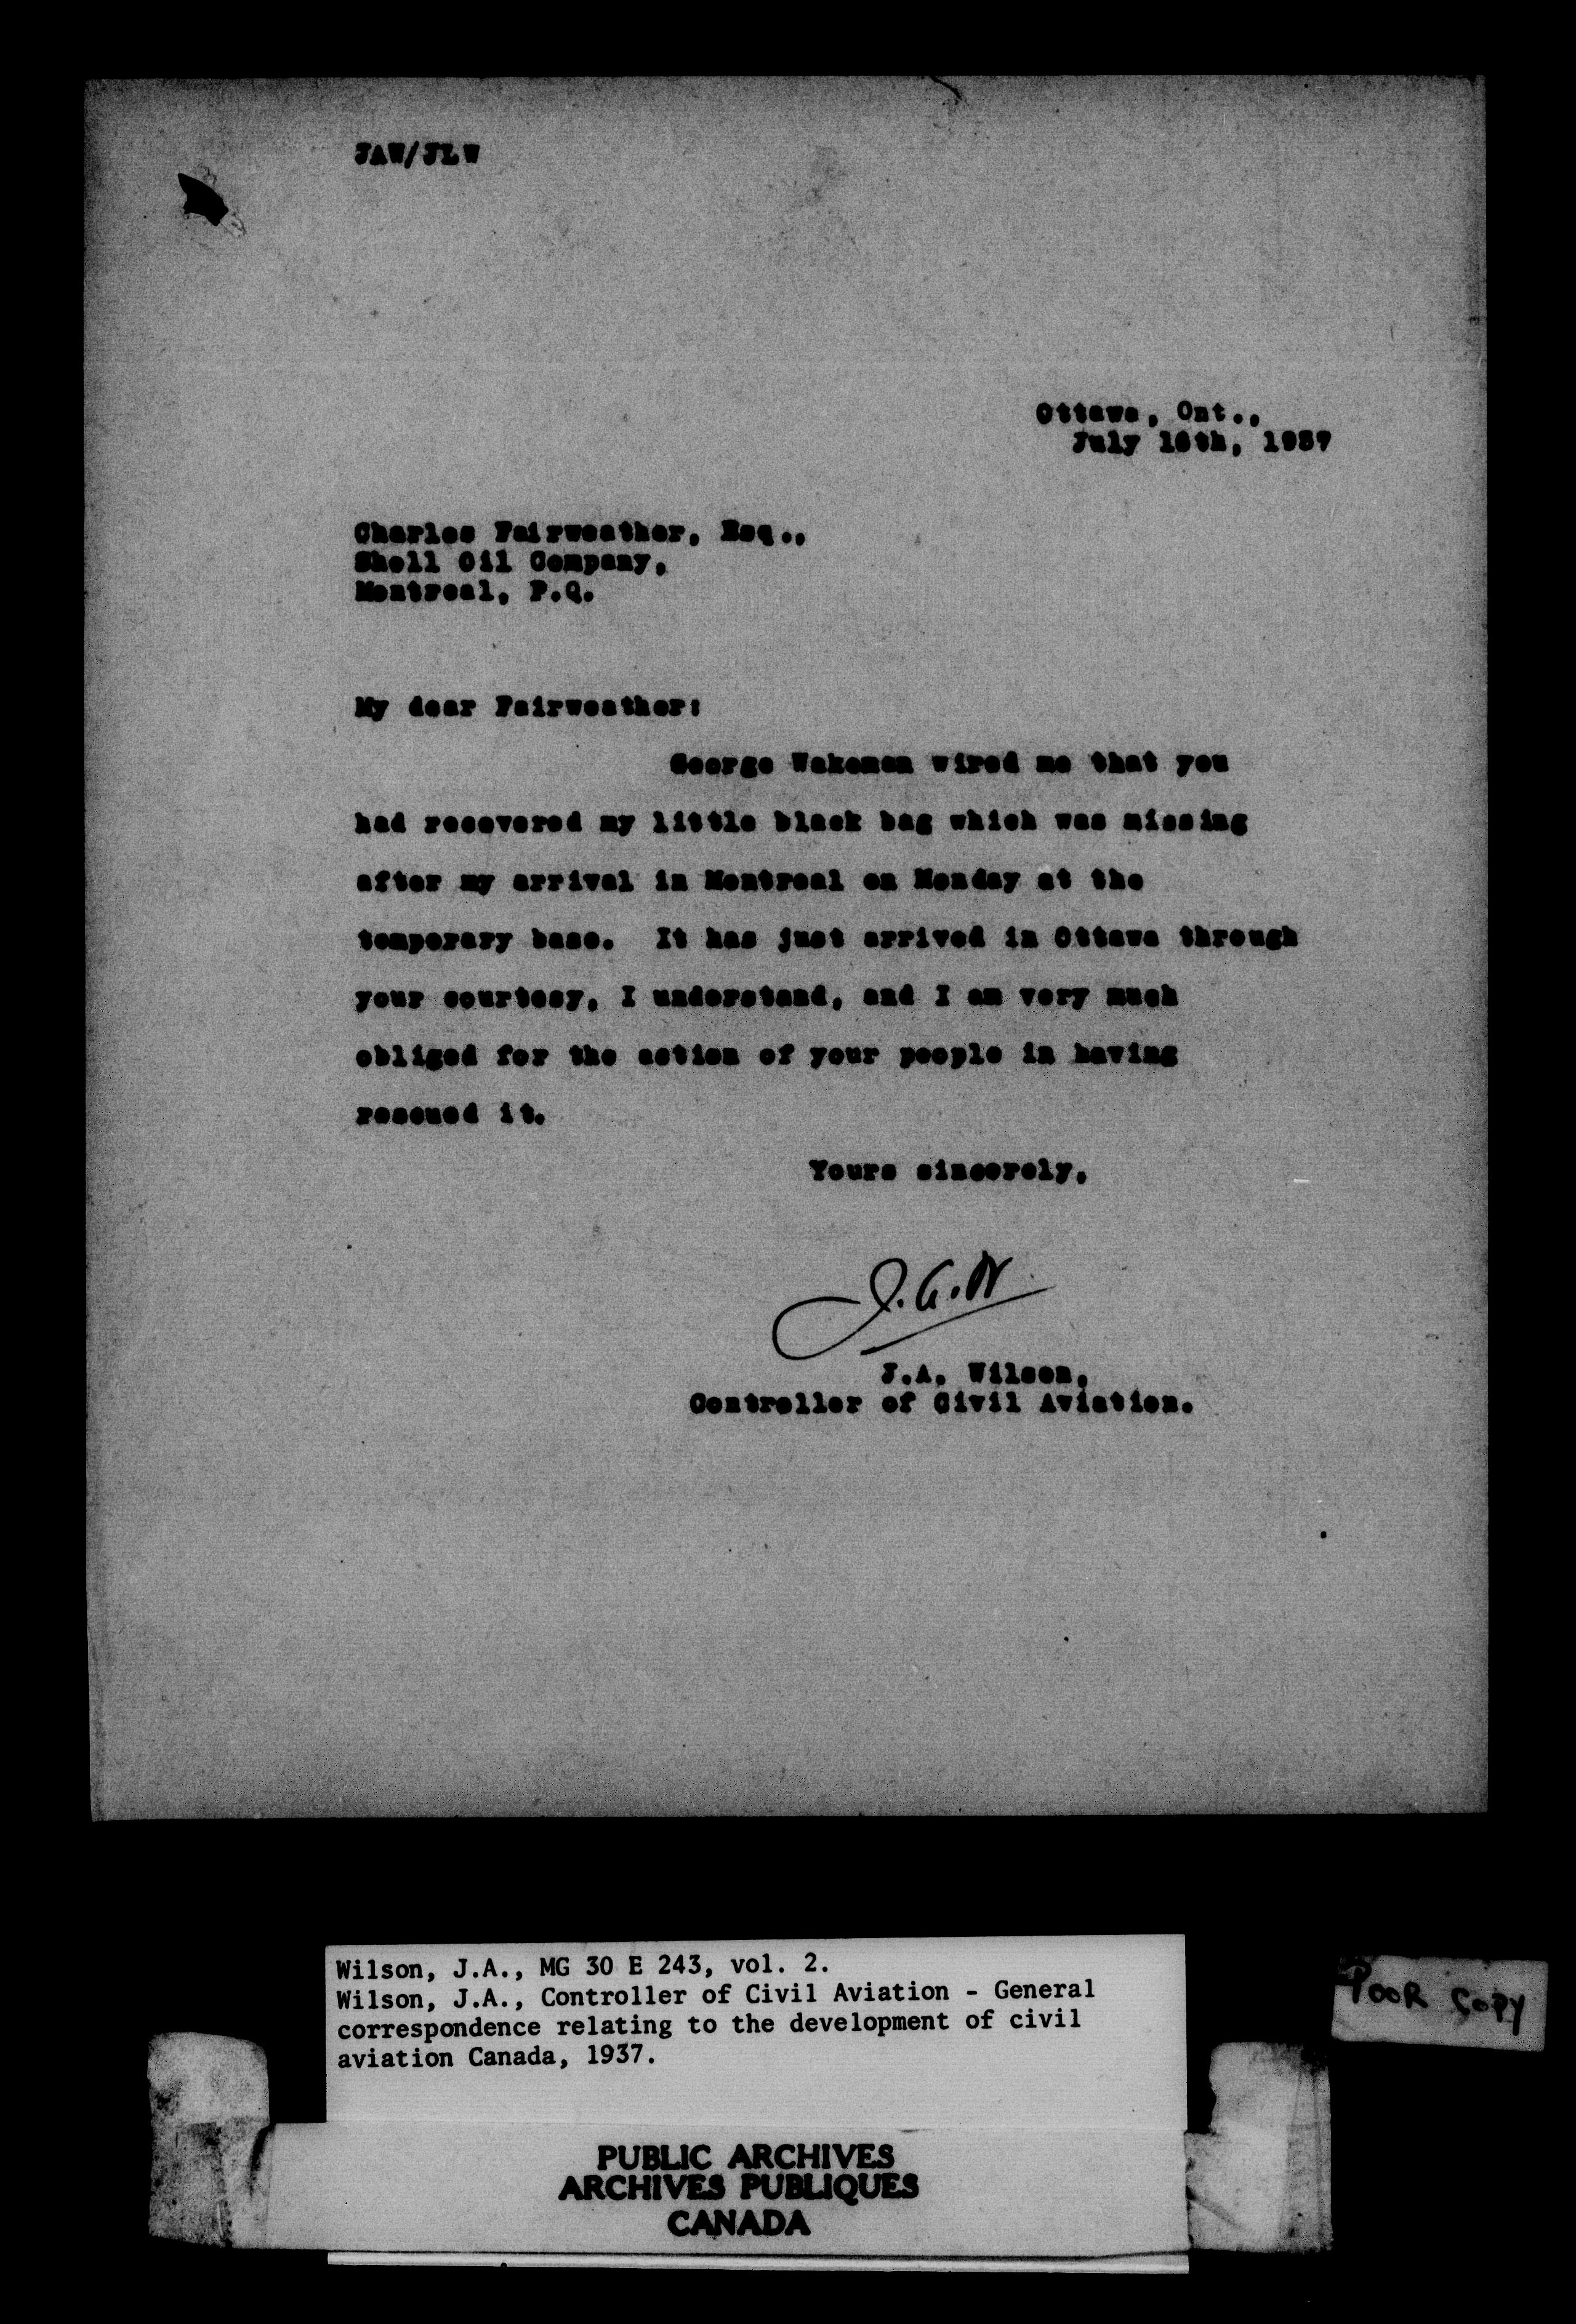 JAW/JLW
Ottawa, Ont.,
July 16th, 1937
Charles Fairweather, Esq.,
Shell Oil Company,
Montreal, P.Q.
My dear Fairweather:
George Wakeman wired me that you
had recovered my little black bag which was missing
after my arrival in Montreal on Monday at the
temporary base. It has just arrived in Ottawa through
your courtesy, I understand, and I am very much
obliged for the action of your people in having
rescued it.
Yours sincerely,
J.A.W.
J.A. Wilson,
Controller of Civil Aviation.
Wilson, J.A., MG 30 E 243, vol. 2.
Wilson, J.A., Controller of Civil Aviation - General
correspondence relating to the development of civil
aviation Canada, 1937.
POOR COPY
PUBLIC ARCHIVES
ARCHIVES PUBLIQUES
CANADA